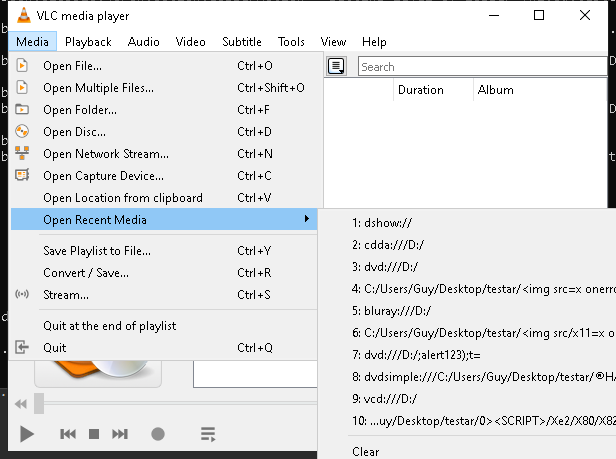 VLC media player
Media Playback Audio Video Subtitle Tools View Help
Open File... Ctrl+O
Open Multiple Files... Ctrl+Shift+O
Open Folder... Ctrl+F
Open Disc... Ctrl+D
Open Network Stream... Ctrl+N
Open Capture Device... Ctrl+C
Open Location from clipboard Ctrl+V
Open Recent Media
Save Playlist to File... Ctrl+Y
Convert / Save... Ctrl+R
Stream... Ctrl+S
Quit at the end of playlist
Quit Ctrl+Q
Search
Duration Album
1: dshow://
2: cdda:///D:/
3: dvd:///D:/
4: C:/Users/Guy/Desktop/testar/<img src=x onerro
5: bluray:///D:/
6: C:/Users/Guy/Desktop/testar/<img src/x11=x o
7: dvd:///D:/;alert123);t=
8: dvdsimple:///C:/Users/Guy/Desktop/testar/@H/
9: vcd:///D:/
10: ...uy/Desktop/testar/0><SCRIPT>/Xe2/X80/X82
Clear